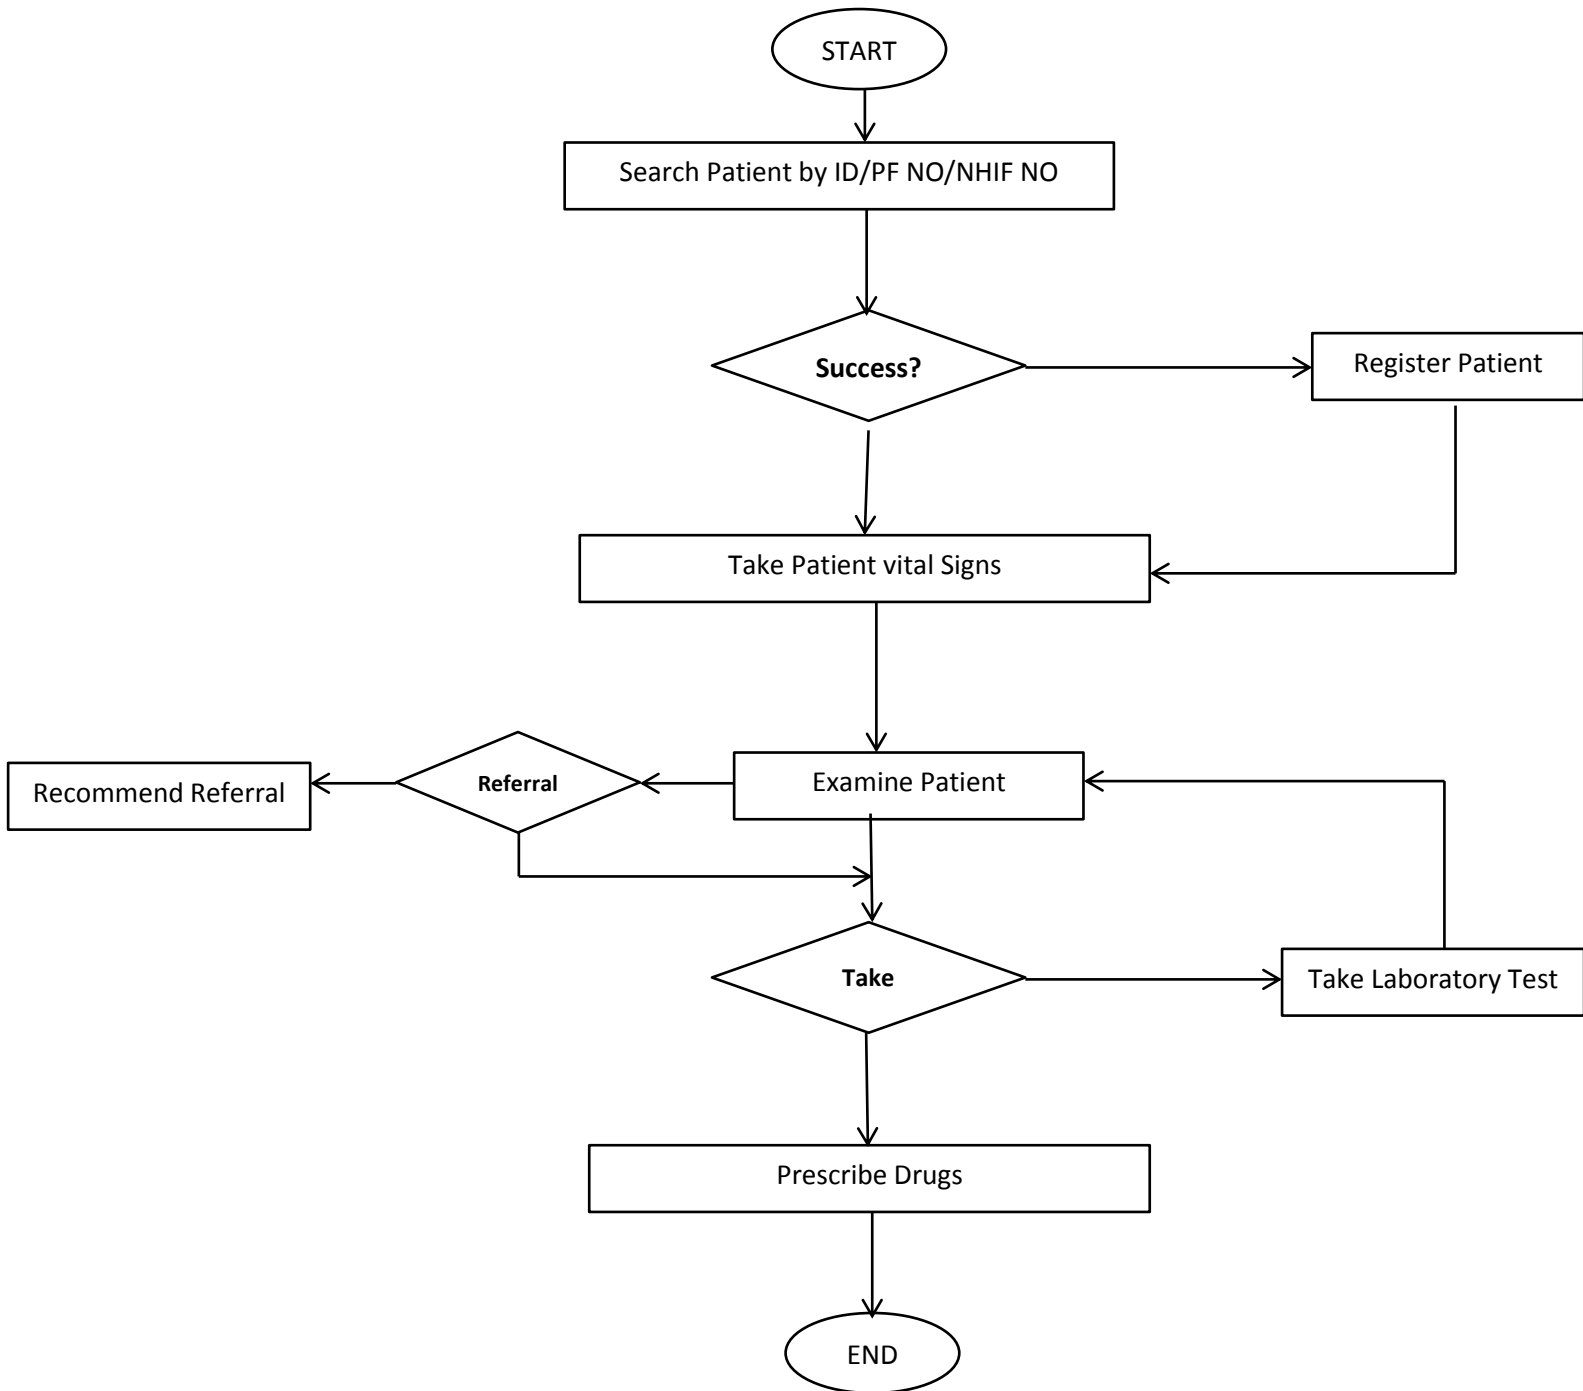 START
Search Patient by ID/PF NO/NHIF NO
Success?
Register Patient
Take Patient vital Signs
Recommend Referral
Referral
Examine Patient
Take
Take Laboratory Test
Prescribe Drugs
END